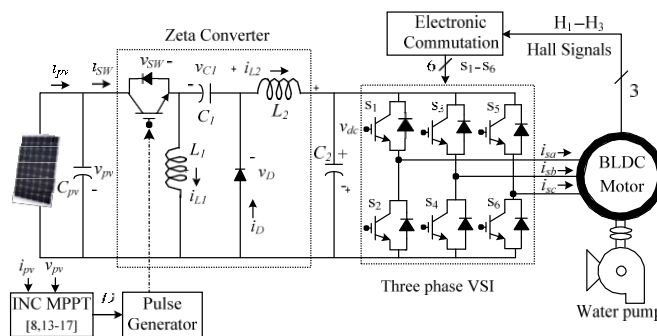 Zeta Converter
Electronic
Commutation
H1–H3
Hall Signals
6
S1–S6
3
ipv
iSW
vSW -
- vC1
C1
+ iL2
L2
+
S1
S3
S5
vdc
Cpv
vpv
-
L1
iL1
-
vD
iD
C2
+
-
+
isa
isb
isc
BLDC
Motor
S2
S4
S6
Three phase VSI
Water pump
ipv
vpv
INC MPPT
[8,13-17]
Pulse
Generator